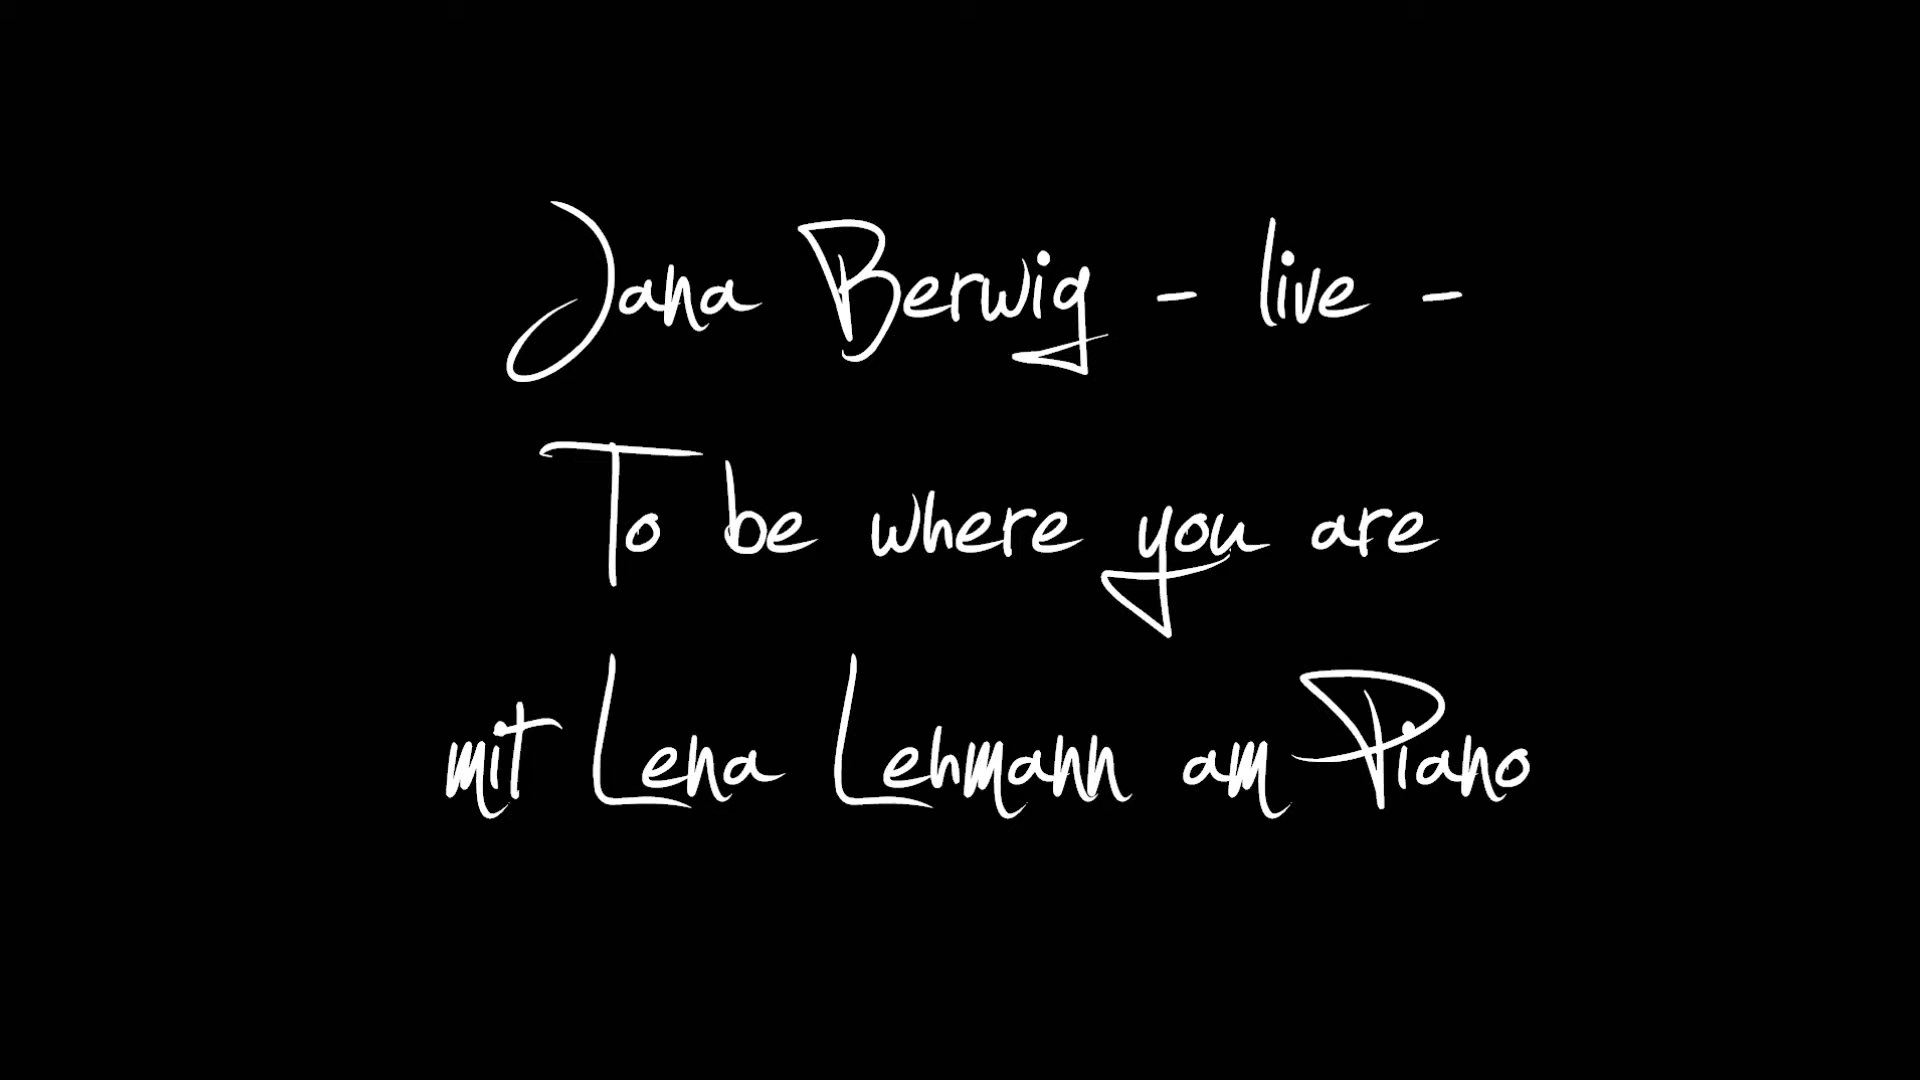 Jana Berwig - live -
To be where you are
mit Lena Lehmann am Piano